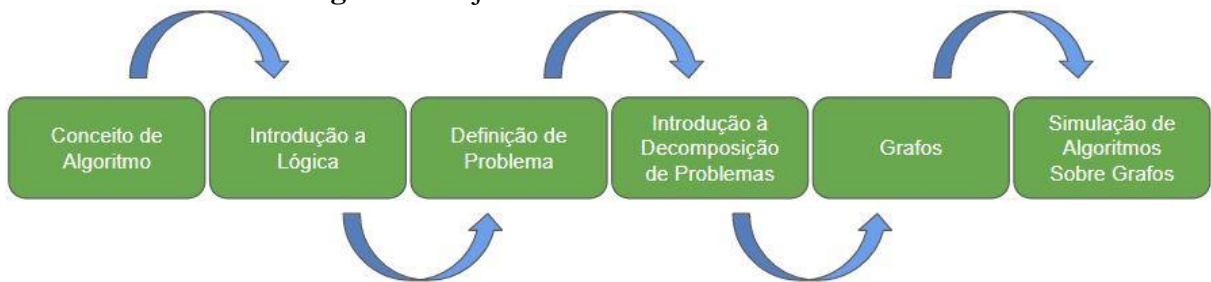 Conceito de
Algoritmo
Introdução a
Lógica
Definição de
Problema
Introdução à
Decomposição
de Problemas
Grafos
Simulação de
Algoritmos
Sobre Grafos